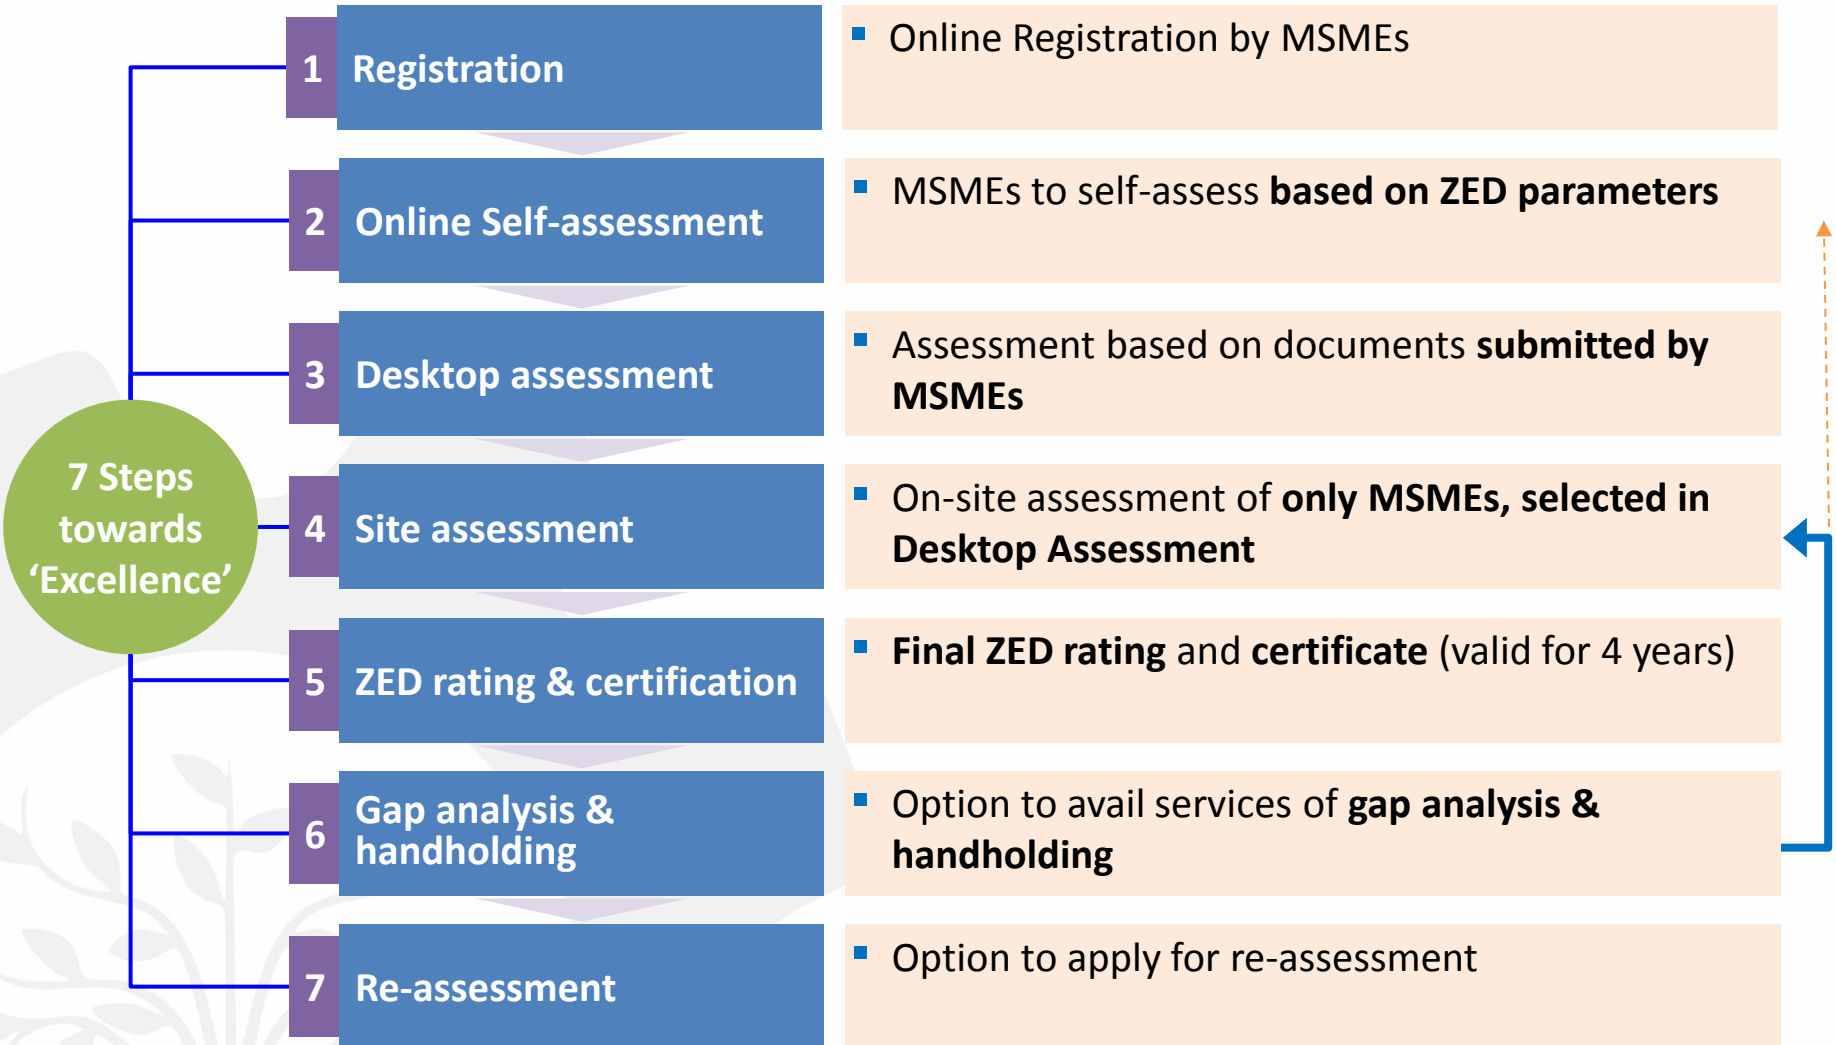 1 Registration
Online Registration by MSMEs
2 Online Self-assessment
MSMEs to self-assess based on ZED parameters
3 Desktop assessment
Assessment based on documents submitted by
MSMEs
7 Steps
towards
‘Excellence’
4 Site assessment
On-site assessment of only MSMEs, selected in
Desktop Assessment
5 ZED rating & certification
Final ZED rating and certificate (valid for 4 years)
6 Gap analysis &
handholding
Option to avail services of gap analysis &
handholding
7 Re-assessment
Option to apply for re-assessment